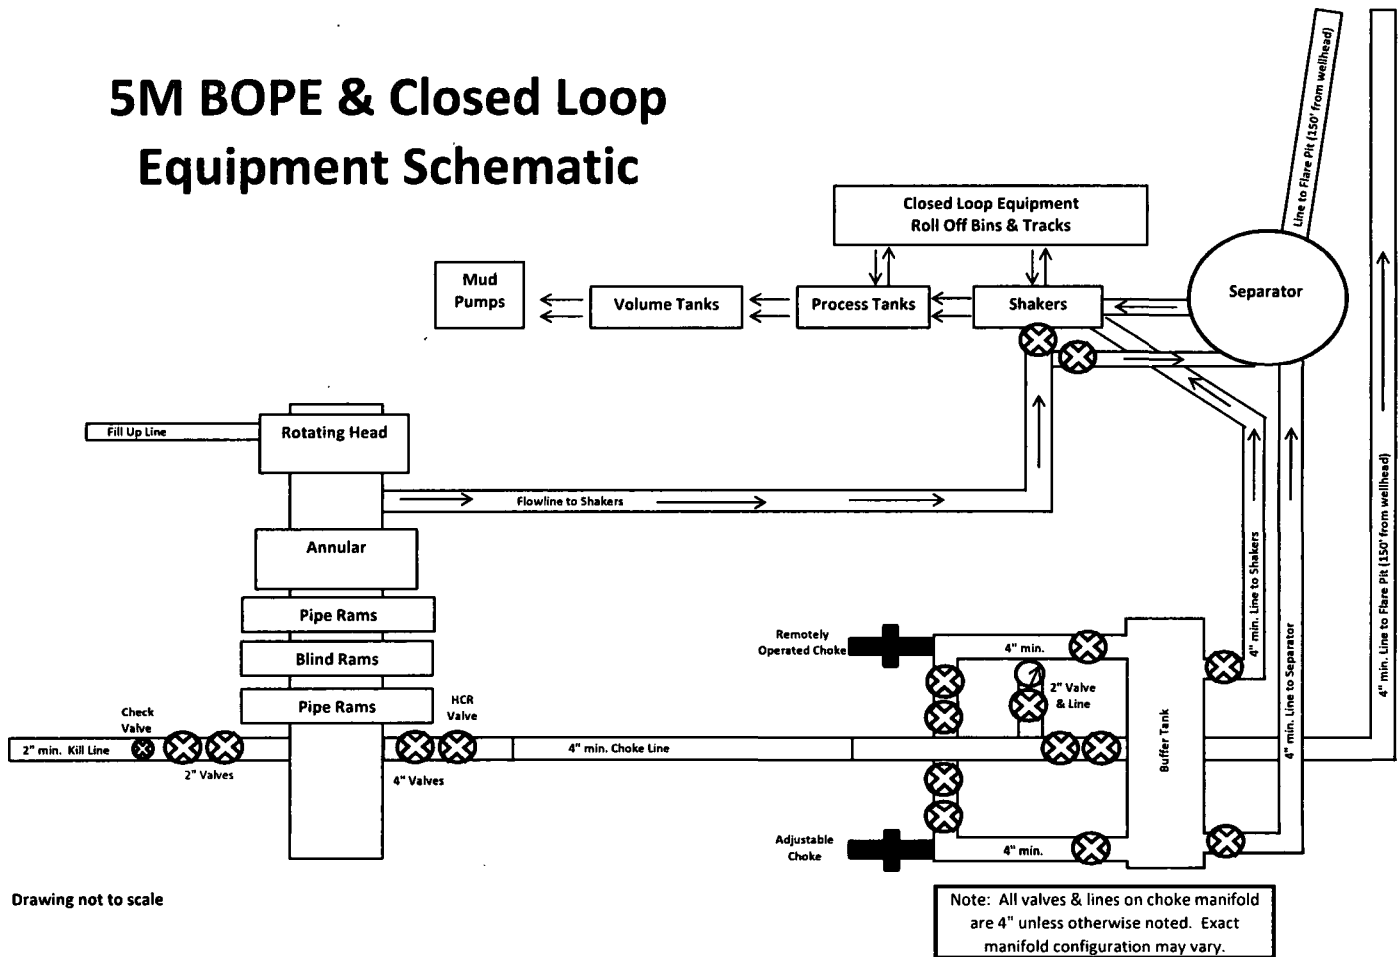 5M BOPE & Closed Loop
Equipment Schematic
Line to Flare Pit (150' from wellhead)
Closed Loop Equipment
Roll Off Bins & Tracks
Mud
Pumps
Volume Tanks
Process Tanks
Shakers
Separator
Fill Up Line
Rotating Head
Flowline to Shakers
Annular
Pipe Rams
Blind Rams
Pipe Rams
Check
Valve
HCR
Valve
2" min. Kill Line
2" Valves
4" Valves
4" min. Choke Line
Remotely
Operated Choke
4" min.
2" Valve
& Line
Buffer Tank
4" min. Line to Shakers
4" min. Line to Separator
4" min. Line to Flare Pit (150' from wellhead)
Adjustable
Choke
4" min.
Drawing not to scale
Note: All valves & lines on choke manifold
are 4" unless otherwise noted. Exact
manifold configuration may vary.